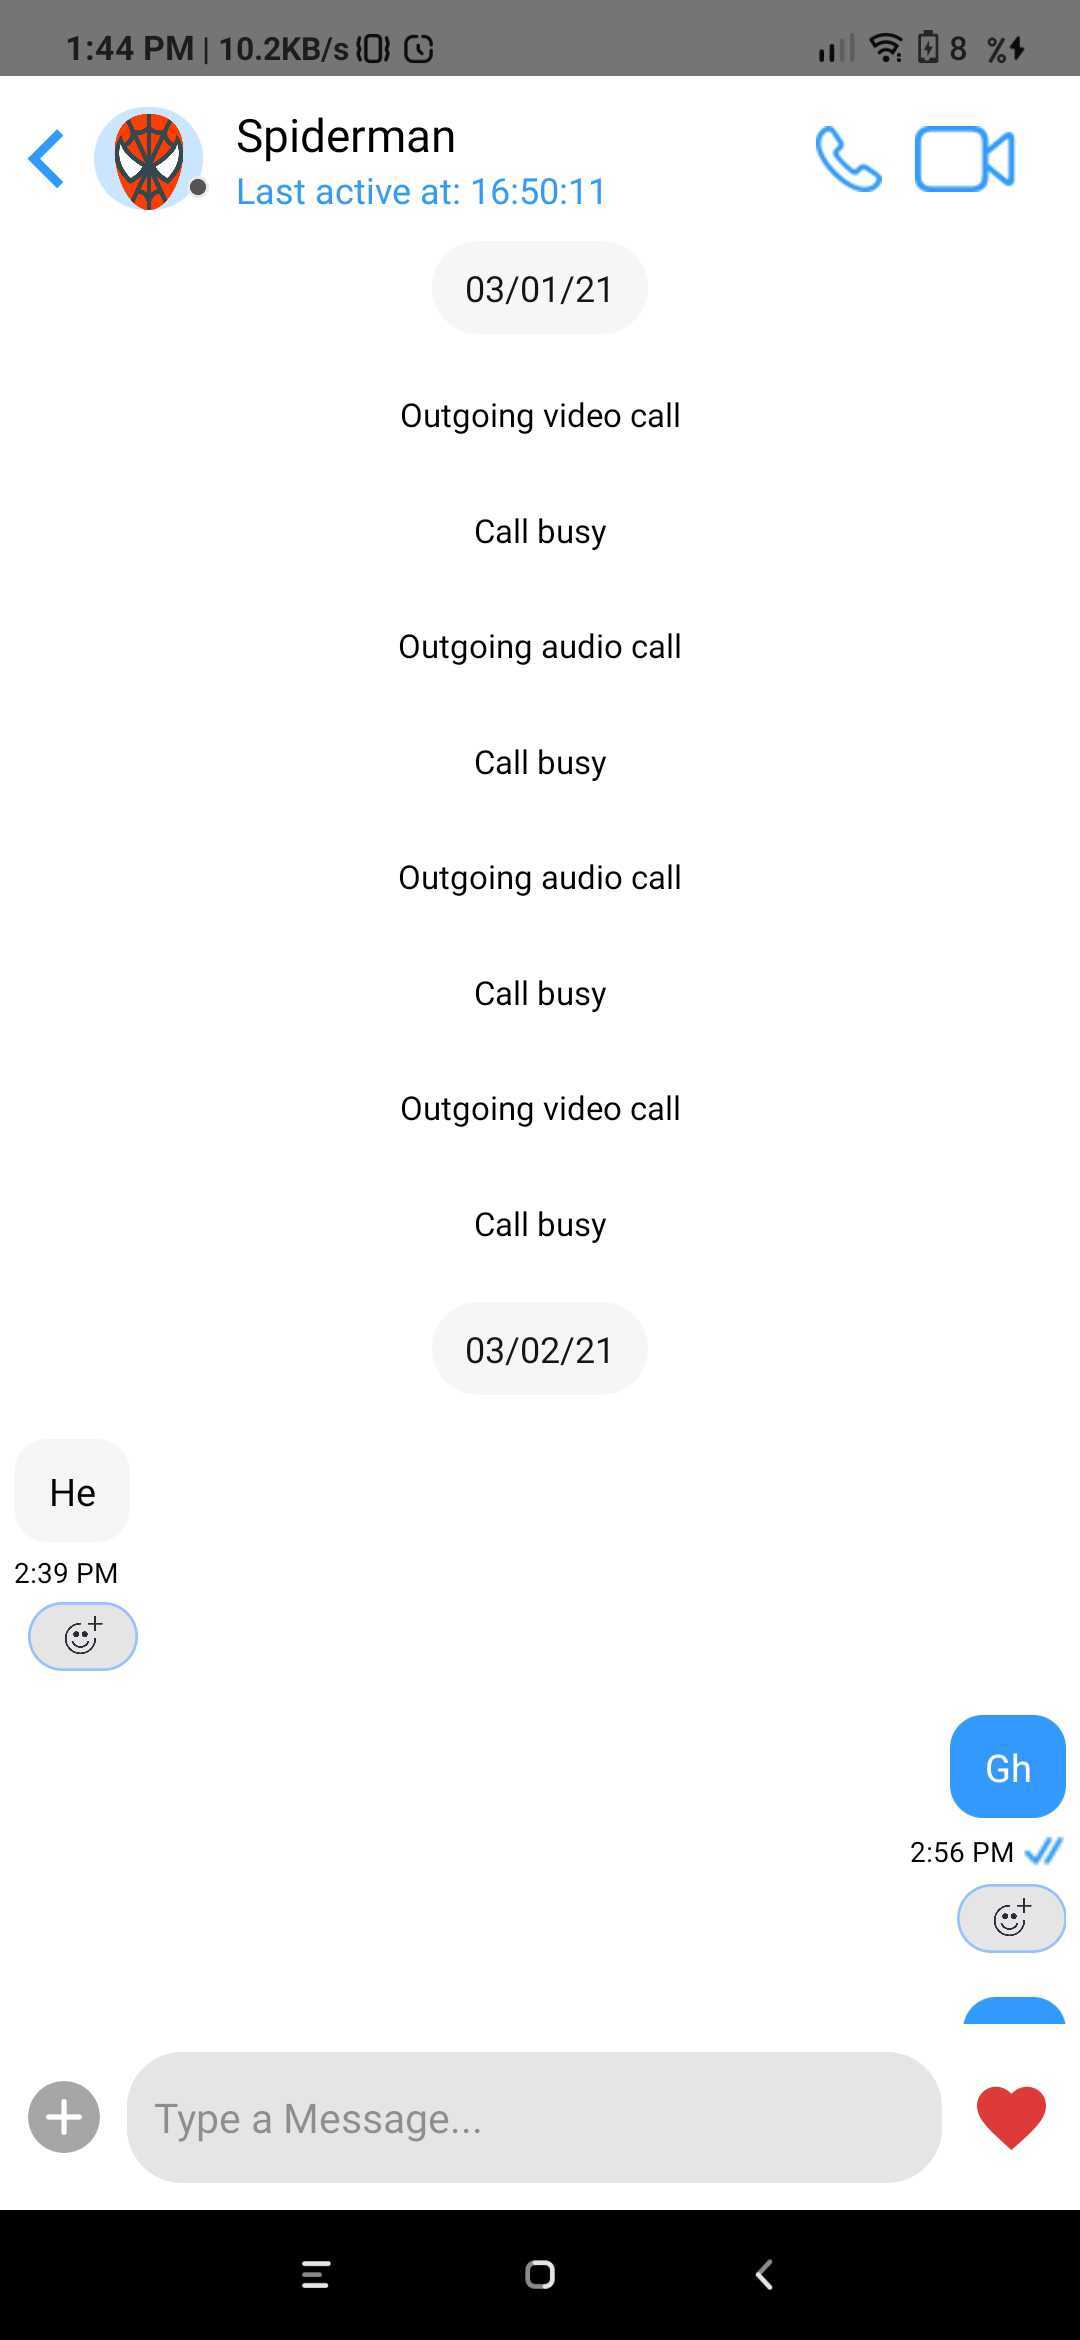 1:44 PM | 10.2KB/s 8 %
Spiderman
Last active at: 16:50:11
03/01/21
Outgoing video call
Call busy
Outgoing audio call
Call busy
Outgoing audio call
Call busy
Outgoing video call
Call busy
03/02/21
He
2:39 PM
Gh
2:56 PM
Type a Message...